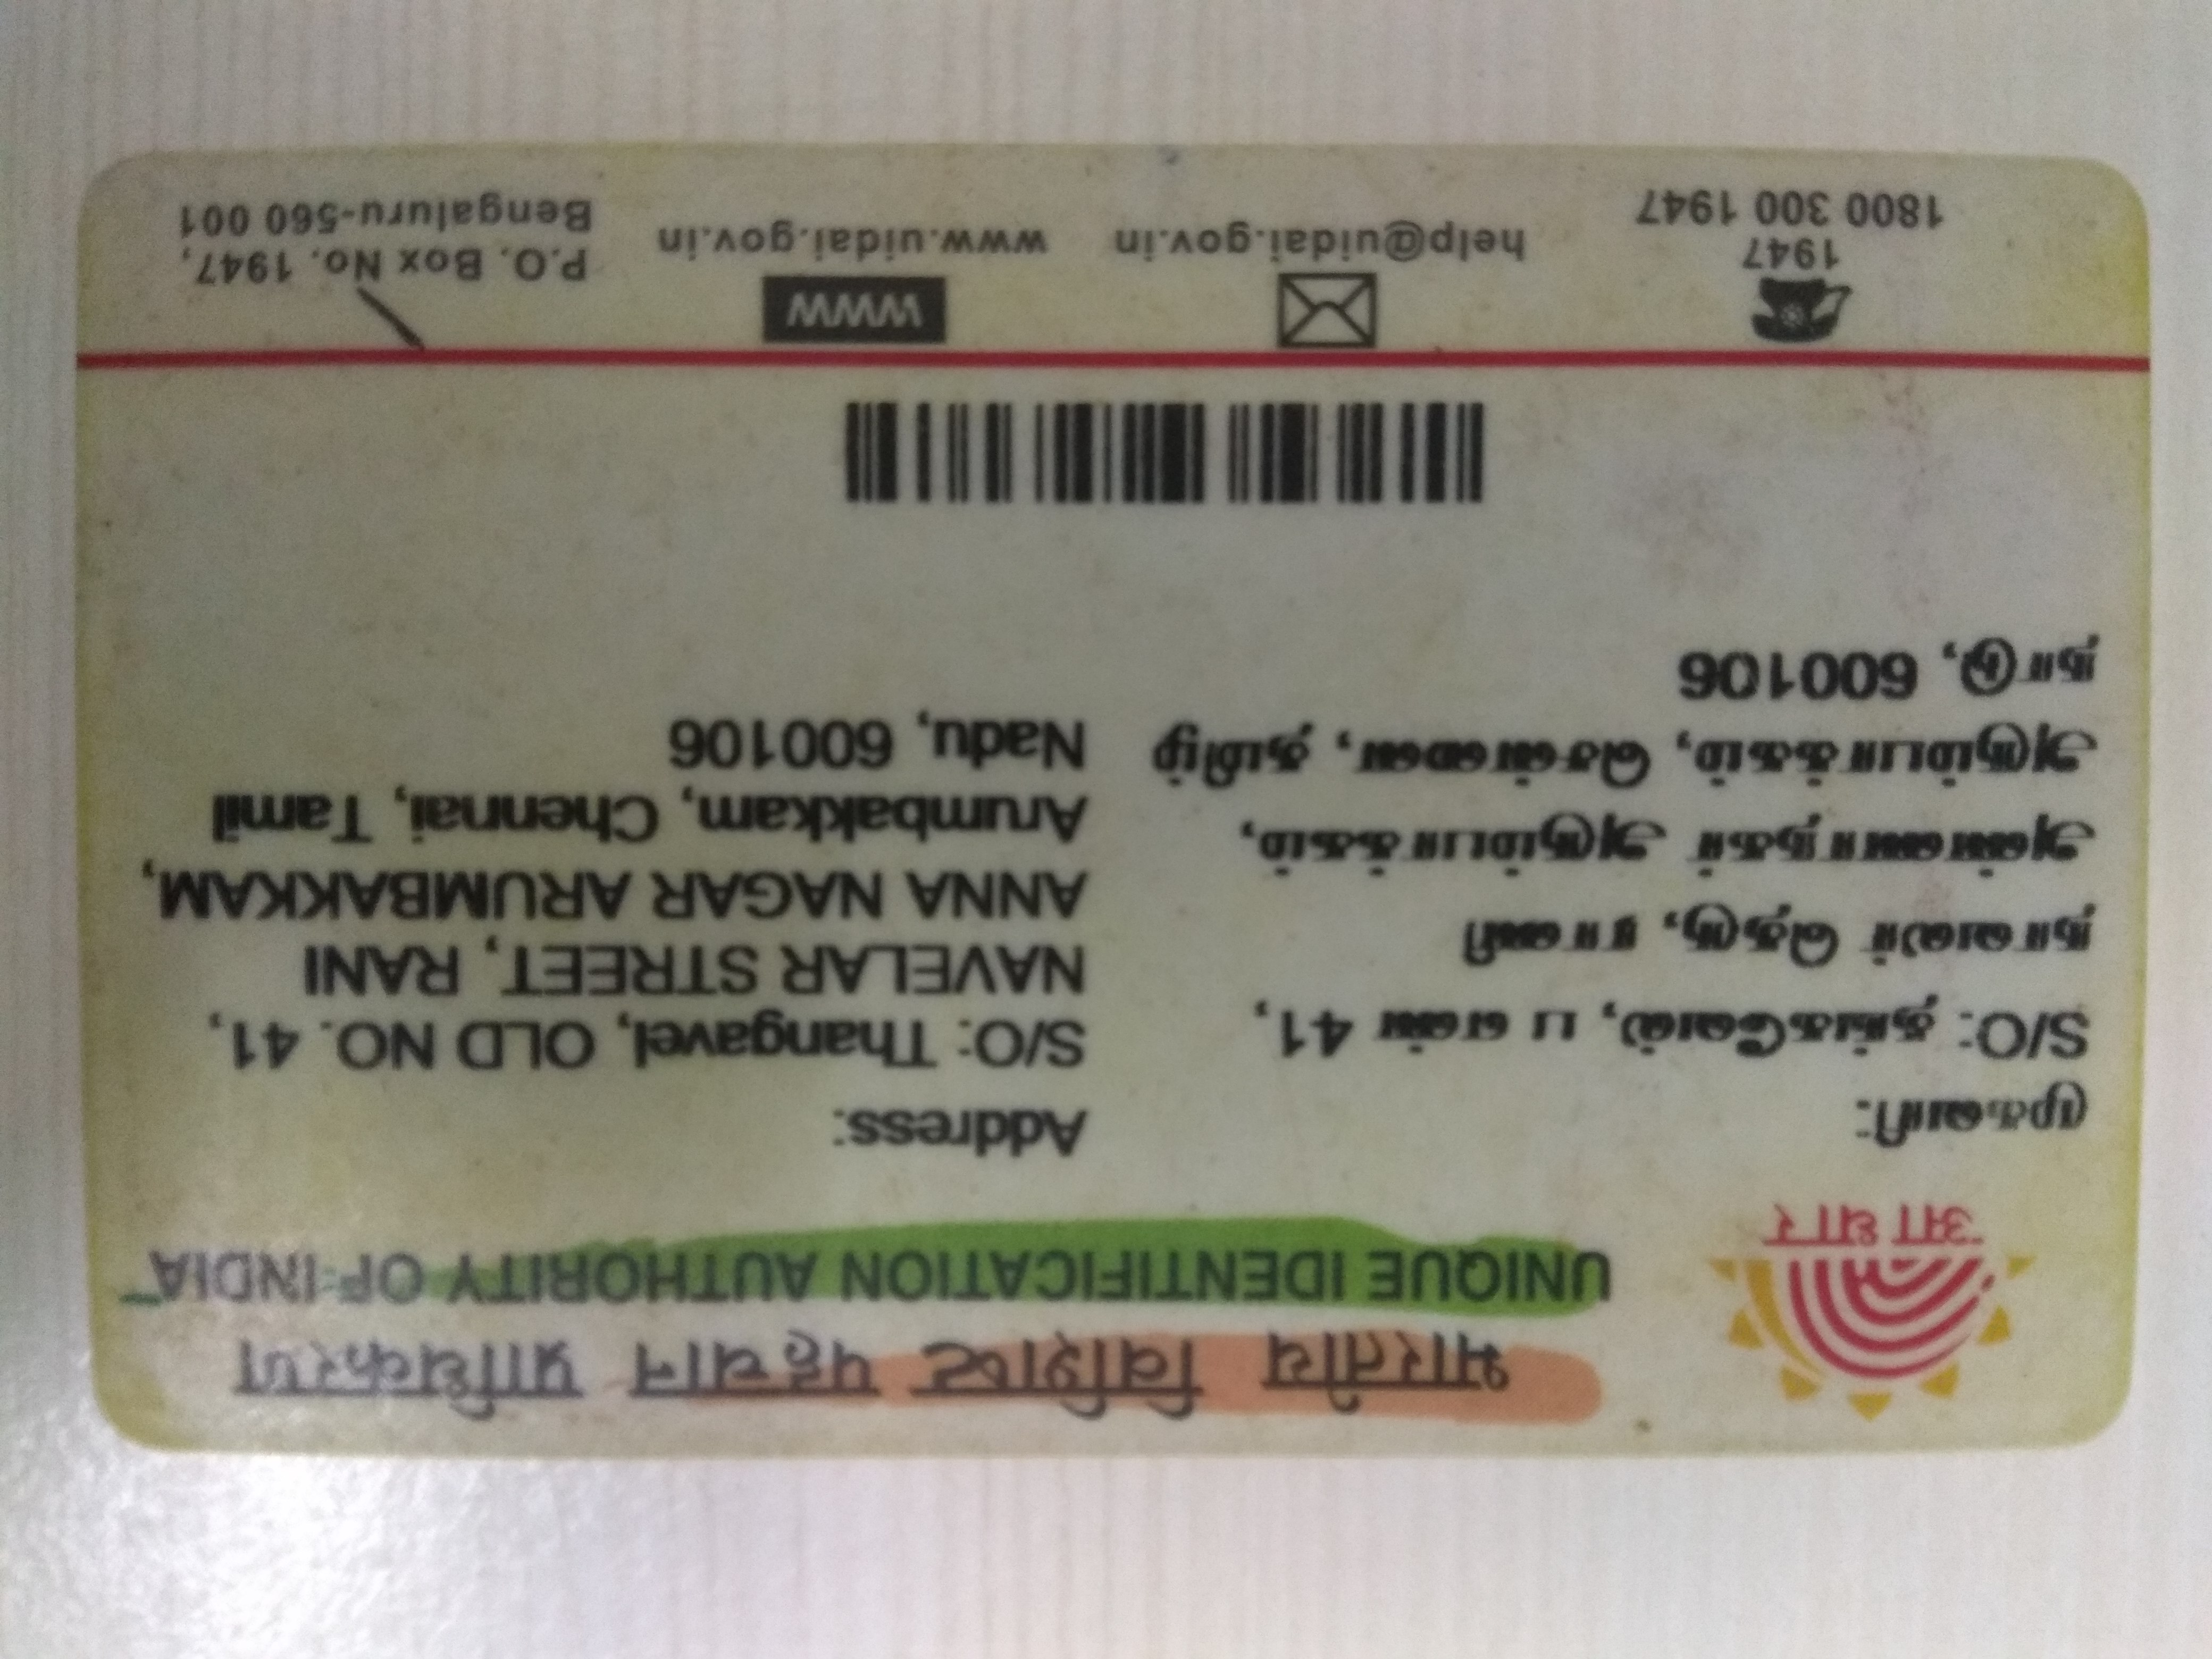 भारतीय विशिष्ट पहचान प्राधिकरण
UNIQUE IDENTIFICATION AUTHORITY OF INDIA
आधार
முகவரி:
S/O: தங்கவேல், ப எண் 41,
நாவலர் தெரு, ராணி
அண்ணாநகர் அரும்பாக்கம்,
அரும்பாக்கம், சென்னை, தமிழ்
நாடு, 600106
Address:
S/O: Thangavel, OLD NO. 41,
NAVELAR STREET, RANI
ANNA NAGAR ARUMBAKKAM,
Arumbakkam, Chennai, Tamil
Nadu, 600106
1947
1800 300 1947
help@uidai.gov.in
WWW
www.uidai.gov.in
P.O. Box No. 1947,
Bengaluru-560 001